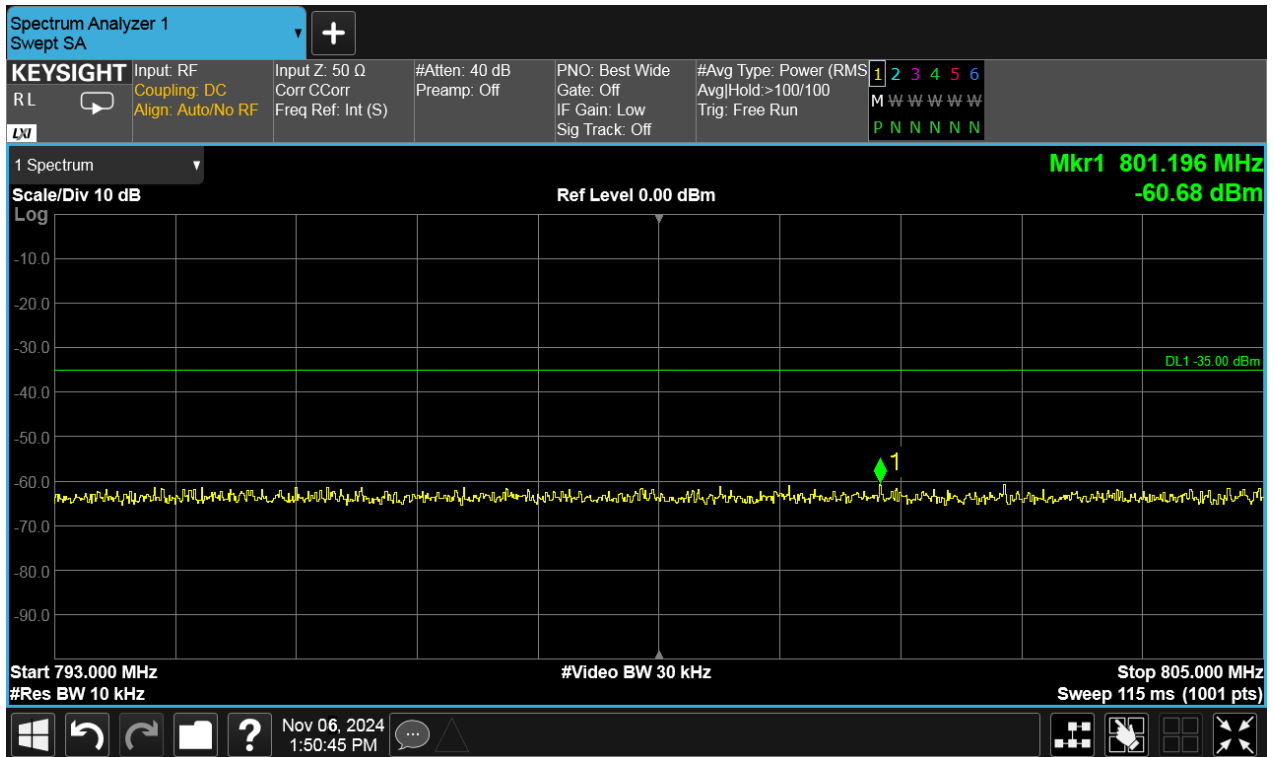 Spectrum Analyzer 1
Swept SA
+
KEYSIGHT
R L
LXI
Input: RF
Coupling: DC
Align: Auto/No RF
Input Z: 50 Ω
Corr CCorr
Freq Ref: Int (S)
#Atten: 40 dB
Preamp: Off
PNO: Best Wide
Gate: Off
IF Gain: Low
Sig Track: Off
#Avg Type: Power (RMS
Avg|Hold:>100/100
Trig: Free Run
1 2 3 4 5 6
M W W W W W
P N N N N N
1 Spectrum
Mkr1 801.196 MHz
Scale/Div 10 dB
Ref Level 0.00 dBm
-60.68 dBm
Log
-10.0
-20.0
-30.0
DL1 -35.00 dBm
-40.0
-50.0
1
-60.0
-70.0
-80.0
-90.0
Start 793.000 MHz
#Video BW 30 kHz
Stop 805.000 MHz
#Res BW 10 kHz
Sweep 115 ms (1001 pts)
?
Nov 06, 2024
1:50:45 PM